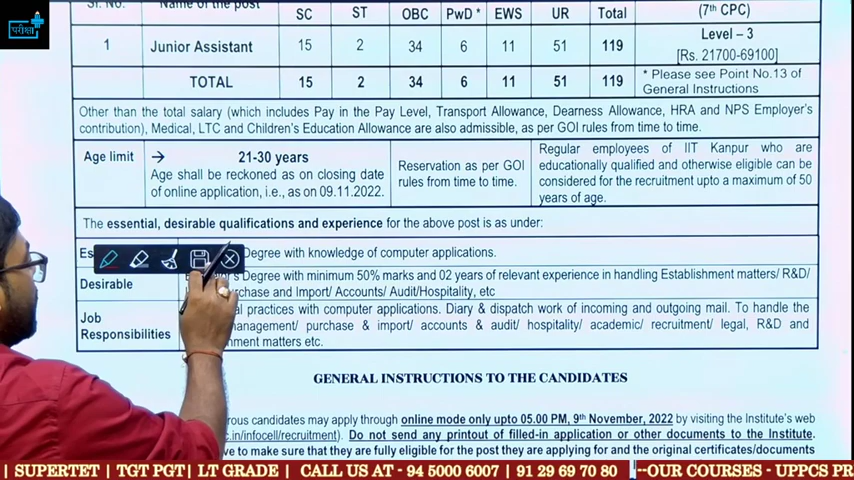 परीक्षा
Sr. No. Name of the post SC ST OBC PwD * EWS UR Total (7th CPC)
1 Junior Assistant 15 2 34 6 11 51 119 Level – 3
[Rs. 21700-69100]
TOTAL 15 2 34 6 11 51 119 * Please see Point No.13 of
General Instructions
Other than the total salary (which includes Pay in the Pay Level, Transport Allowance, Dearness Allowance, HRA and NPS Employer's
contribution), Medical, LTC and Children's Education Allowance are also admissible, as per GOI rules from time to time.
Age limit → 21-30 years
Age shall be reckoned as on closing date
of online application, i.e., as on 09.11.2022.
Reservation as per GOI
rules from time to time.
Regular employees of IIT Kanpur who are
educationally qualified and otherwise eligible can be
considered for the recruitment upto a maximum of 50
years of age.
The essential, desirable qualifications and experience for the above post is as under:
Es Degree with knowledge of computer applications.
Desirable 's Degree with minimum 50% marks and 02 years of relevant experience in handling Establishment matters/ R&D/
rchase and Import/ Accounts/ Audit/Hospitality, etc
Job
Responsibilities
l practices with computer applications. Diary & dispatch work of incoming and outgoing mail. To handle the
management/ purchase & import/ accounts & audit/ hospitality/ academic/ recruitment/ legal, R&D and
nment matters etc.
GENERAL INSTRUCTIONS TO THE CANDIDATES
rous candidates may apply through online mode only upto 05.00 PM, 9th November, 2022 by visiting the Institute's web
c.in/infocell/recruitment). Do not send any printout of filled-in application or other documents to the Institute.
ve to make sure that they are fully eligible for the post they are applying for and the original certificates/documents
| SUPERTET | TGT PGT| LT GRADE | CALL US AT - 94 5000 6007 | 91 29 69 70 80 |--OUR COURSES - UPPCS PR